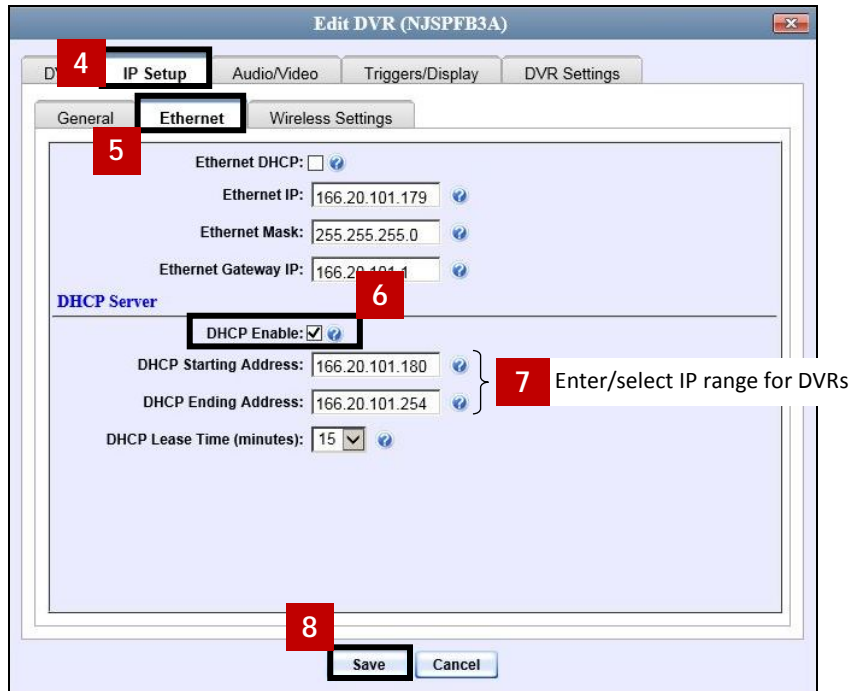 Edit DVR (NJSPFB3A)
4
IP Setup Audio/Video Triggers/Display DVR Settings
General Ethernet Wireless Settings
5
Ethernet DHCP:
Ethernet IP: 166.20.101.179
Ethernet Mask: 255.255.255.0
Ethernet Gateway IP:
6
DHCP Server
DHCP Enable:
DHCP Starting Address: 166.20.101.180
7 Enter/select IP range for DVRs
DHCP Ending Address: 166.20.101.254
DHCP Lease Time (minutes): 15
8
Save Cancel